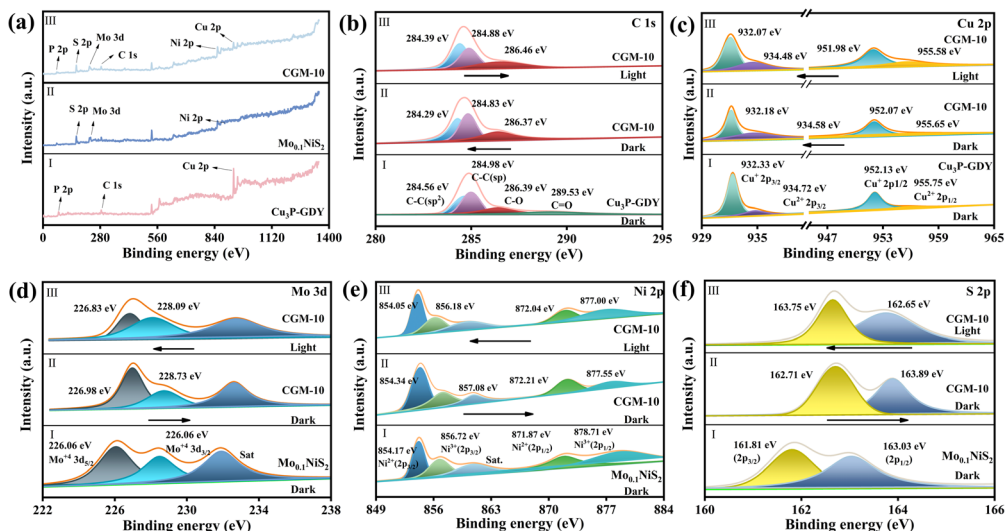 (a)
III
P 2p
S 2p
Mo 3d
C 1s
Ni 2p
Cu 2p
CGM-10
II
S 2p
Mo 3d
Ni 2p
Mo0.1NiS2
I
P 2p
C 1s
Cu 2p
Cu3P-GDY
Intensity (a.u.)
0 280 560 840 1120 1400
Binding energy (eV)
(b)
C 1s
III
284.39 eV
284.88 eV
286.46 eV
CGM-10
Light
II
284.29 eV
284.83 eV
286.37 eV
CGM-10
Dark
I
284.98 eV
C-C(sp)
284.56 eV
C-C(sp²)
286.39 eV
C-O
289.53 eV
C=O
Cu3P-GDY
Dark
Intensity (a.u.)
280 285 290 295
Binding energy (eV)
(c)
Cu 2p
III
932.07 eV
934.48 eV
951.98 eV
955.58 eV
CGM-10
Light
II
932.18 eV
934.58 eV
952.07 eV
955.65 eV
CGM-10
Dark
I
932.33 eV
Cu+ 2p3/2
934.72 eV
Cu2+ 2p3/2
952.13 eV
Cu+ 2p1/2
955.75 eV
Cu2+ 2p1/2
Cu3P-GDY
Dark
Intensity (a.u.)
929 935 947 953 959 965
Binding energy (eV)
(d)
Mo 3d
III
226.83 eV
228.09 eV
CGM-10
Light
II
226.98 eV
228.73 eV
CGM-10
Dark
I
226.06 eV
Mo+4 3d5/2
226.06 eV
Mo+4 3d3/2
Sat
Mo0.1NiS2
Dark
Intensity (a.u.)
222 226 230 234 238
Binding energy (eV)
(e)
Ni 2p
III
854.05 eV
856.18 eV
872.04 eV
877.00 eV
CGM-10
Light
II
854.34 eV
857.08 eV
872.21 eV
877.55 eV
CGM-10
Dark
I
854.17 eV
Ni2+(2p3/2)
856.72 eV
Ni3+(2p3/2)
Sat.
871.87 eV
Ni2+(2p1/2)
878.71 eV
Ni3+(2p1/2)
Mo0.1NiS2
Dark
Intensity (a.u.)
849 856 863 870 877 884
Binding energy (eV)
(f)
S 2p
III
163.75 eV
162.65 eV
CGM-10
Light
II
162.71 eV
163.89 eV
CGM-10
Dark
I
161.81 eV
(2p3/2)
163.03 eV
(2p1/2)
Mo0.1NiS2
Dark
Intensity (a.u.)
160 162 164 166
Binding energy (eV)